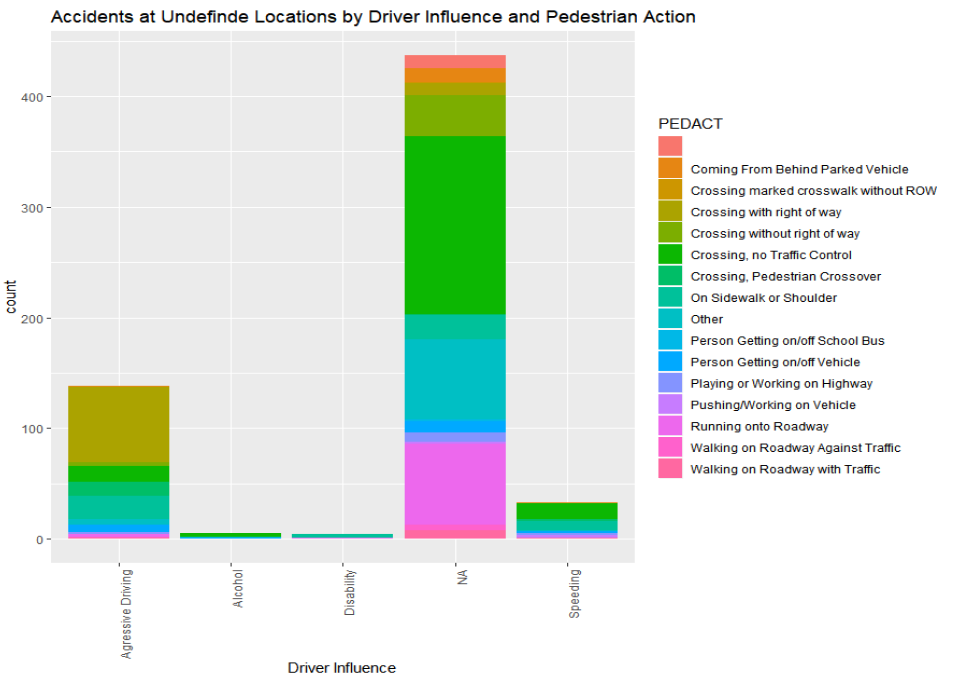 Accidents at Undefinde Locations by Driver Influence and Pedestrian Action
400
300
200
100
0
count
Agressive Driving
Alcohol
Disability
NA
Speeding
Driver Influence
PEDACT
Coming From Behind Parked Vehicle
Crossing marked crosswalk without ROW
Crossing with right of way
Crossing without right of way
Crossing, no Traffic Control
Crossing, Pedestrian Crossover
On Sidewalk or Shoulder
Other
Person Getting on/off School Bus
Person Getting on/off Vehicle
Playing or Working on Highway
Pushing/Working on Vehicle
Running onto Roadway
Walking on Roadway Against Traffic
Walking on Roadway with Traffic